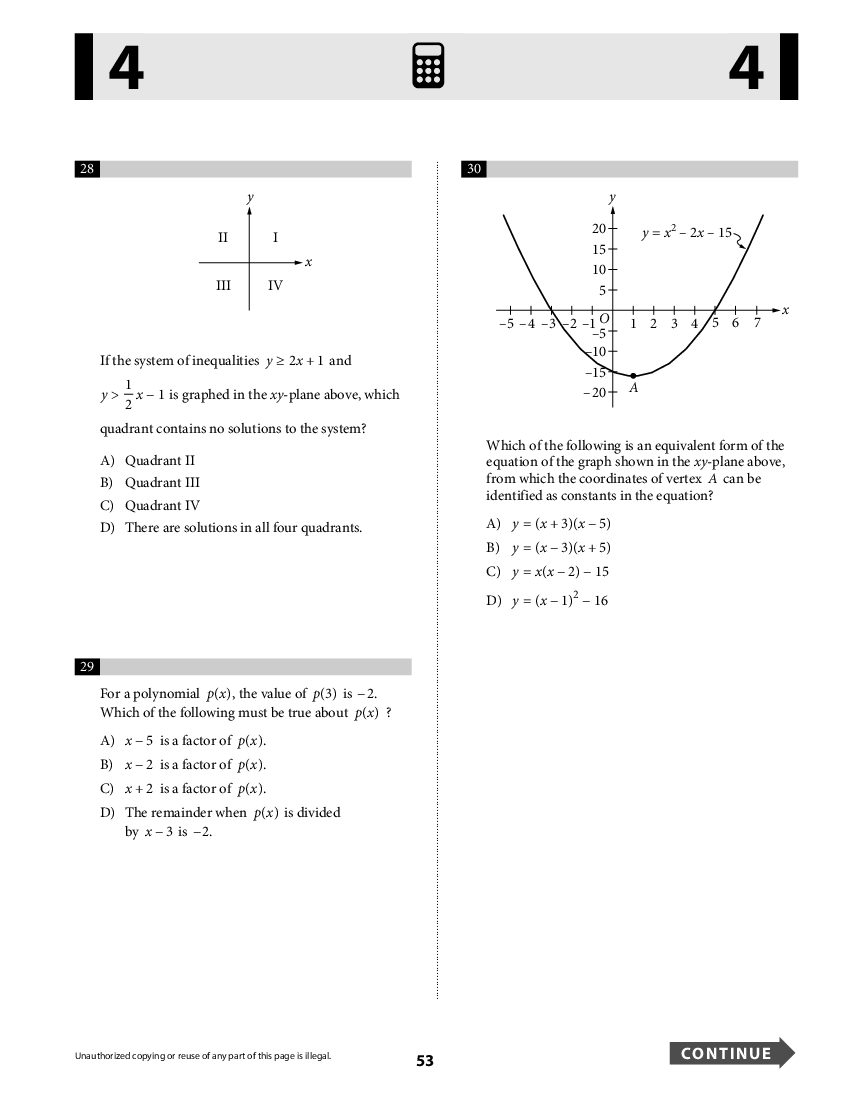 4
4
28
y
II
I
x
III
IV
If the system of inequalities y ≥ 2x + 1 and
y > 1/2 x − 1 is graphed in the xy-plane above, which
quadrant contains no solutions to the system?
A) Quadrant II
B) Quadrant III
C) Quadrant IV
D) There are solutions in all four quadrants.
29
For a polynomial p(x), the value of p(3) is −2.
Which of the following must be true about p(x) ?
A) x − 5 is a factor of p(x).
B) x − 2 is a factor of p(x).
C) x + 2 is a factor of p(x).
D) The remainder when p(x) is divided
by x − 3 is −2.
30
y
20
y = x² − 2x − 15
15
10
5
x
O
−5 −4 −3 −2 −1 1 2 3 4 5 6 7
−5
−10
−15
A
−20
Which of the following is an equivalent form of the
equation of the graph shown in the xy-plane above,
from which the coordinates of vertex A can be
identified as constants in the equation?
A) y = (x + 3)(x − 5)
B) y = (x − 3)(x + 5)
C) y = x(x − 2) − 15
D) y = (x − 1)² − 16
Unauthorized copying or reuse of any part of this page is illegal.
53
CONTINUE